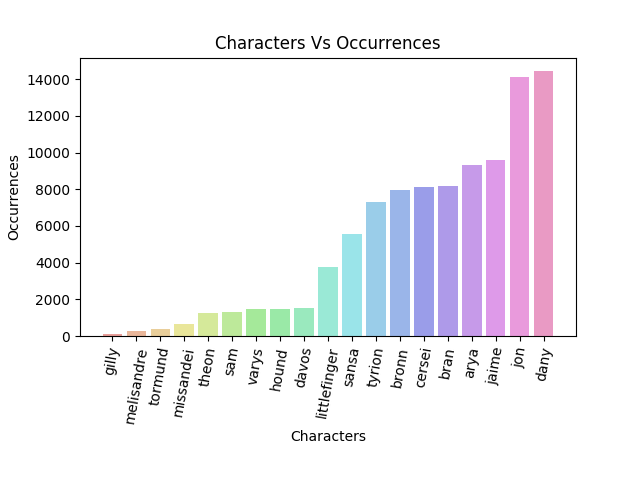 Characters Vs Occurrences
14000
12000
10000
8000
6000
4000
2000
0
Occurrences
gilly
melisandre
tormund
missandei
theon
sam
varys
hound
davos
littlefinger
sansa
tyrion
bronn
cersei
bran
arya
jaime
jon
dany
Characters